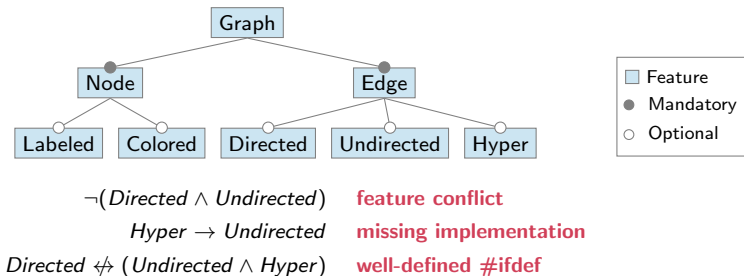 Graph
Node Edge
Labeled Colored Directed Undirected Hyper
Feature
Mandatory
Optional
¬(Directed ∧ Undirected) feature conflict
Hyper → Undirected missing implementation
Directed ↮ (Undirected ∧ Hyper) well-defined #ifdef